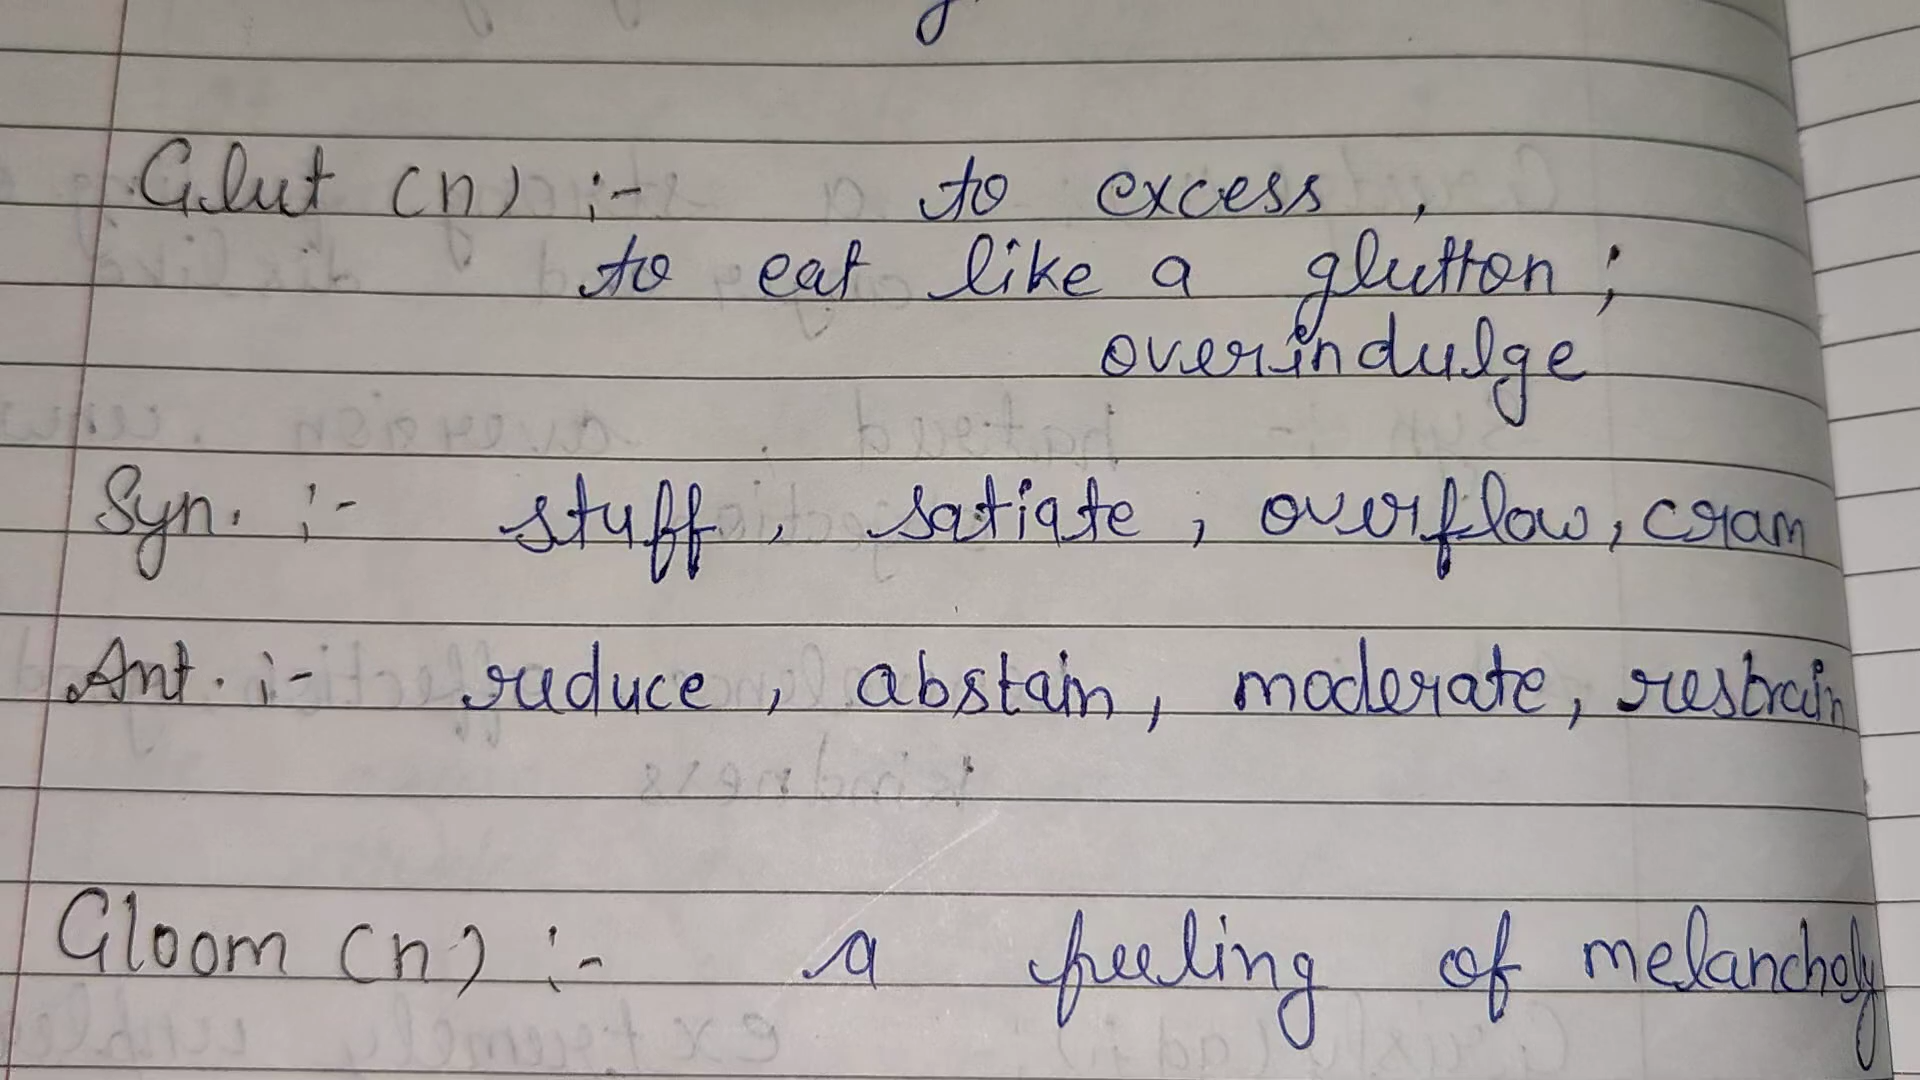 Glut (n) :- to excess,
to eat like a glutton ;
overindulge
Syn. :- stuff, satiate, overflow, cram
Ant. :- reduce, abstain, moderate, restrain
Gloom (n) :- a feeling of melancholy